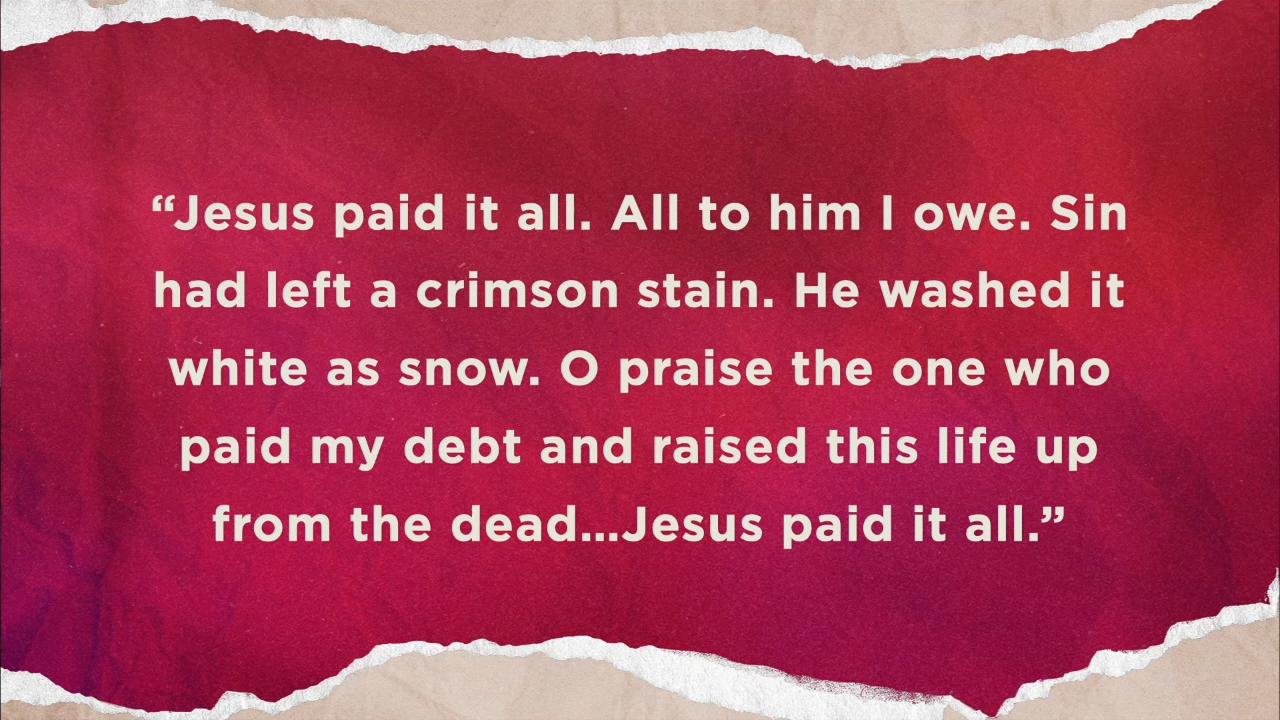 “Jesus paid it all. All to him I owe. Sin
had left a crimson stain. He washed it
white as snow. O praise the one who
paid my debt and raised this life up
from the dead...Jesus paid it all.”